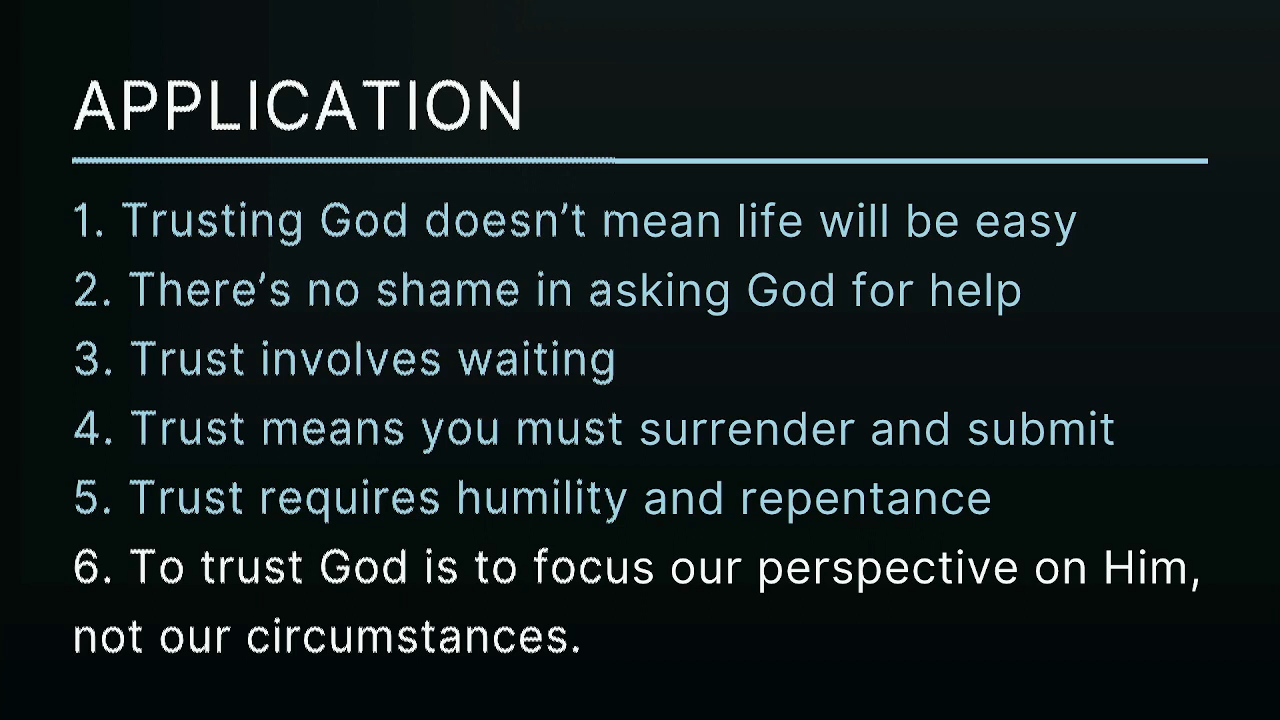 APPLICATION
1. Trusting God doesn’t mean life will be easy
2. There’s no shame in asking God for help
3. Trust involves waiting
4. Trust means you must surrender and submit
5. Trust requires humility and repentance
6. To trust God is to focus our perspective on Him,
not our circumstances.